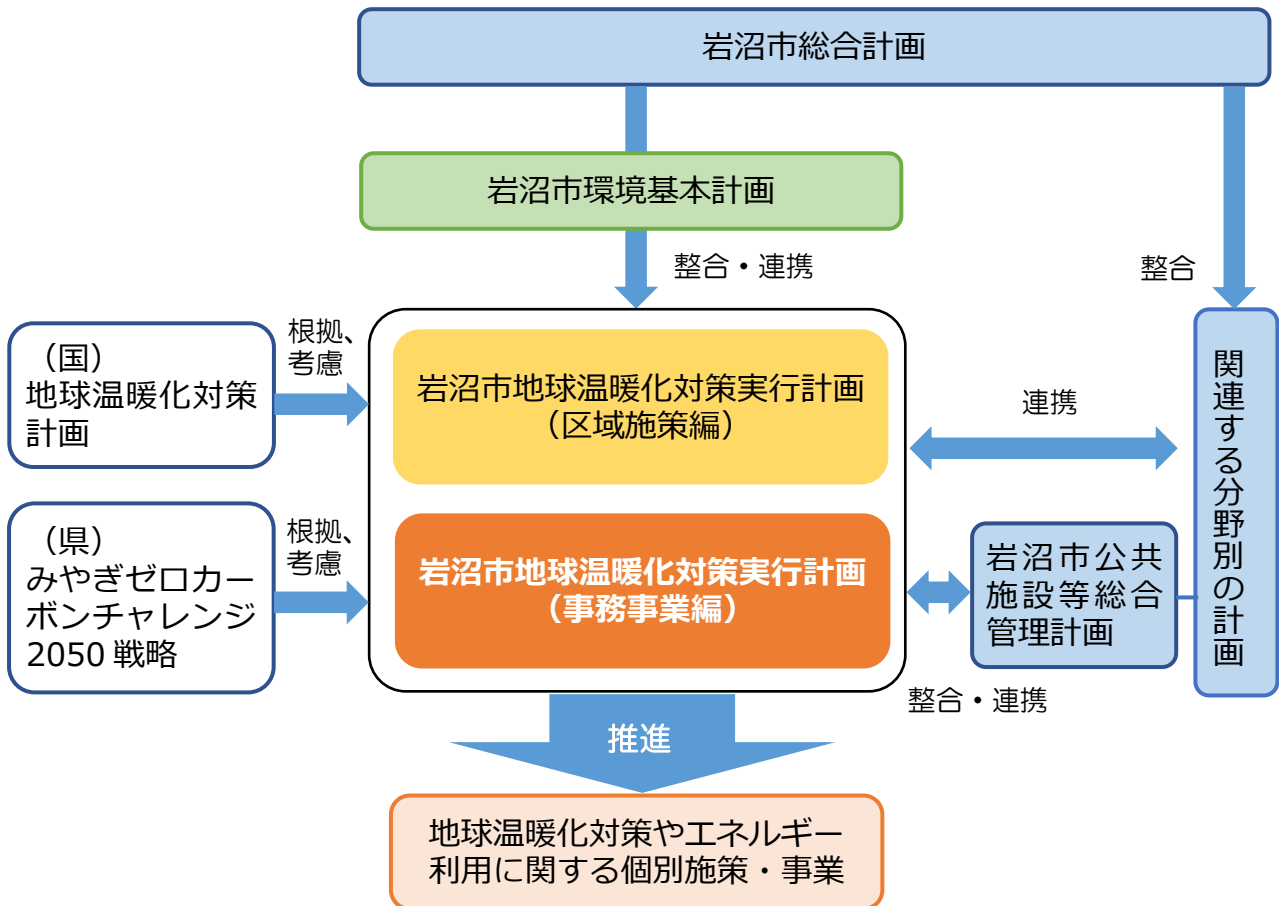 岩沼市総合計画
岩沼市環境基本計画
整合・連携
整合
（国）
地球温暖化対策
計画
根拠、
考慮
岩沼市地球温暖化対策実行計画
（区域施策編）
連携
関連する分野別の計画
（県）
みやぎゼロカー
ボンチャレンジ
2050 戦略
根拠、
考慮
岩沼市地球温暖化対策実行計画
（事務事業編）
岩沼市公共
施設等総合
管理計画
整合・連携
推進
地球温暖化対策やエネルギー
利用に関する個別施策・事業